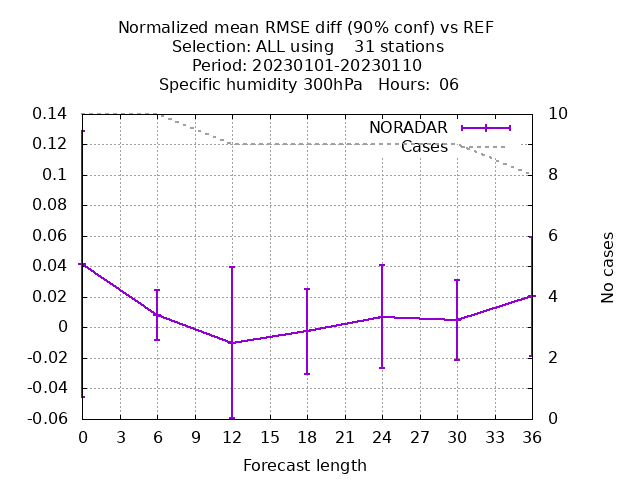 Normalized mean RMSE diff (90% conf) vs REF
Selection: ALL using    31 stations
Period: 20230101-20230110
Specific humidity 300hPa   Hours:  06
NORADAR
Cases
0.14
0.12
0.1
0.08
0.06
0.04
0.02
0
-0.02
-0.04
-0.06
10
8
6
4
2
0
No cases
0 3 6 9 12 15 18 21 24 27 30 33 36
Forecast length